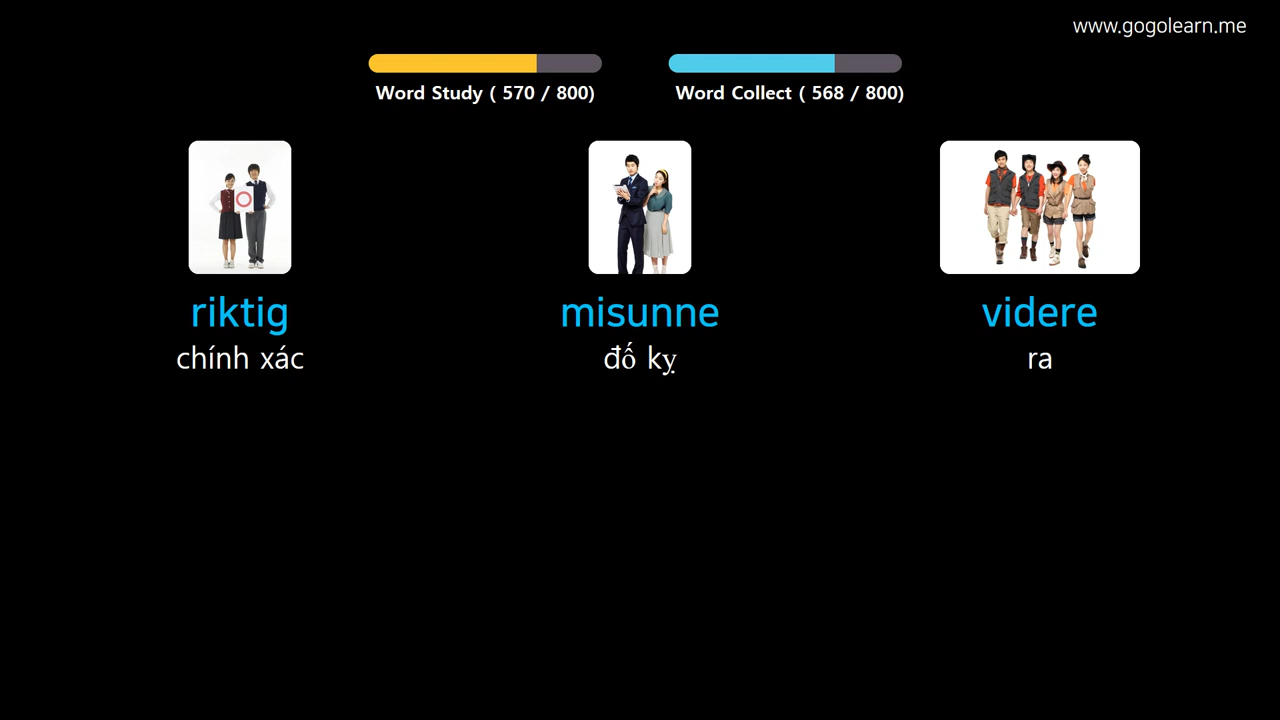 www.gogolearn.me
Word Study ( 570 / 800)
Word Collect ( 568 / 800)
riktig
misunne
videre
chính xác
đố kỵ
ra